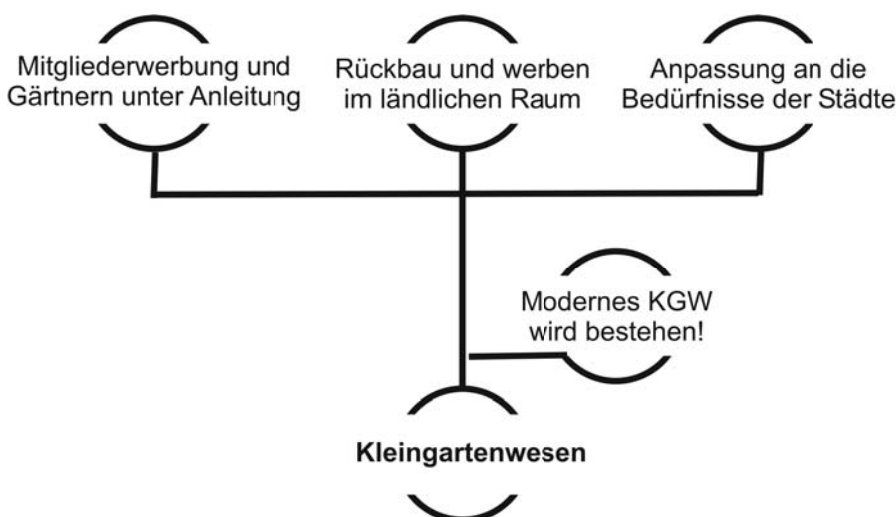 Mitgliederwerbung und
Gärtnern unter Anleitung
Rückbau und werben
im ländlichen Raum
Anpassung an die
Bedürfnisse der Städte
Modernes KGW
wird bestehen!
Kleingartenwesen